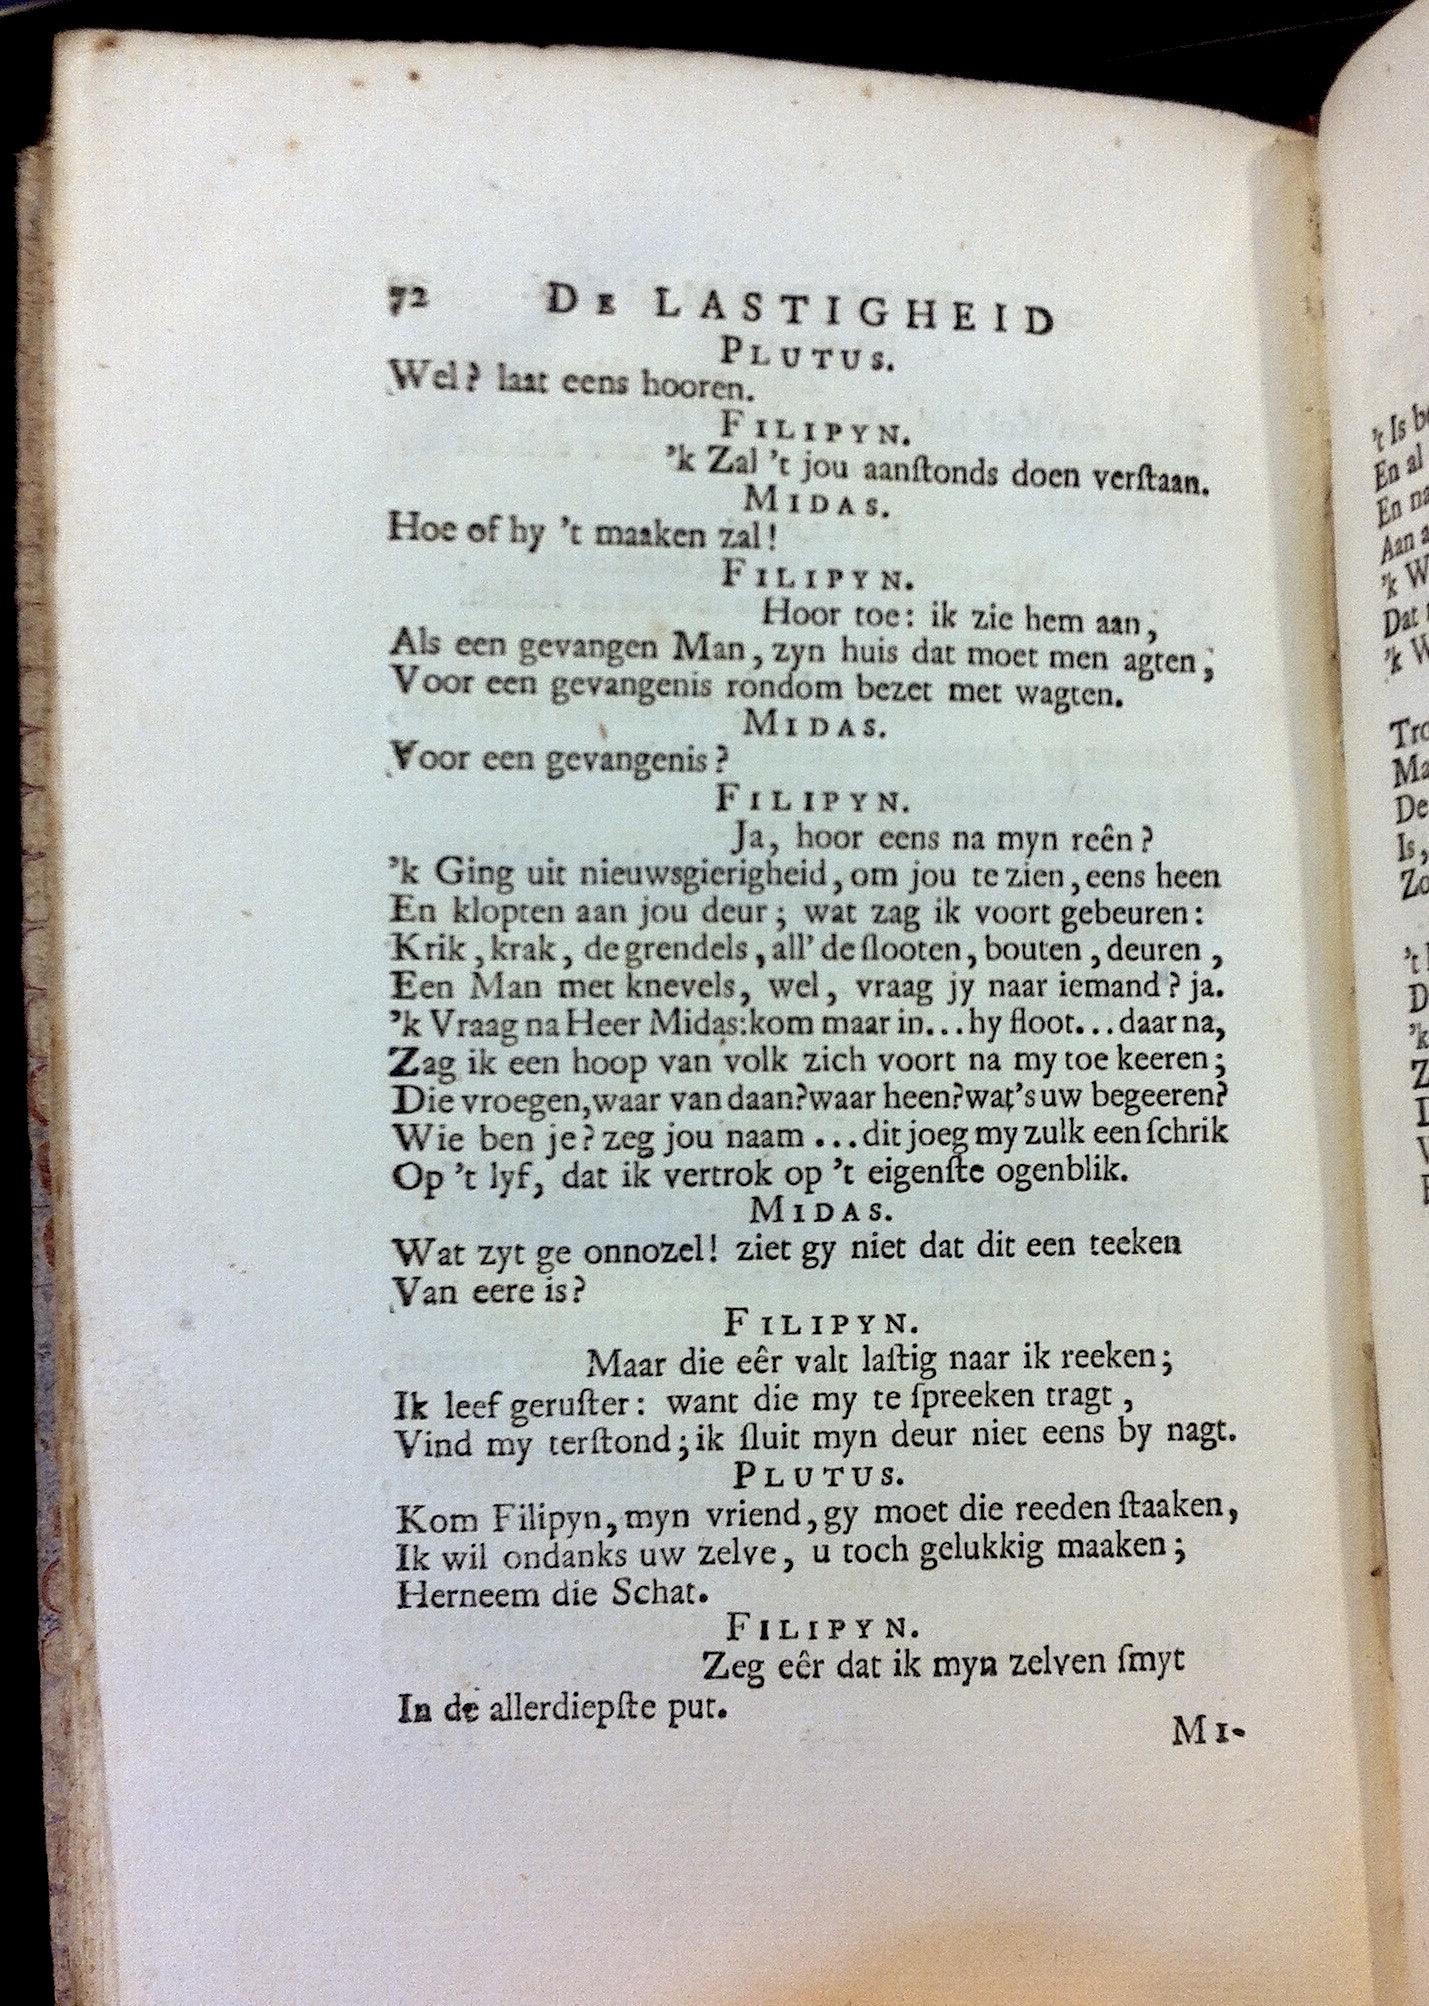 72 DE LASTIGHEID
PLUTUS.
Wel? laat eens hooren.
FILIPYN.
'k Zal 't jou aanſtonds doen verſtaan.
MIDAS.
Hoe of hy 't maaken zal!
FILIPYN.
Hoor toe: ik zie hem aan,
Als een gevangen Man, zyn huis dat moet men agten,
Voor een gevangenis rondom bezet met wagten.
MIDAS.
Voor een gevangenis?
FILIPYN.
Ja, hoor eens na myn reên?
'k Ging uit nieuwsgierigheid, om jou te zien, eens heen
En klopten aan jou deur; wat zag ik voort gebeuren:
Krik, krak, de grendels, all' de ſlooten, bouten, deuren,
Een Man met knevels, wel, vraag jy naar iemand? ja.
'k Vraag na Heer Midas: kom maar in... hy ſloot... daar na,
Zag ik een hoop van volk zich voort na my toe keeren;
Die vroegen, waar van daan? waar heen? wat's uw begeeren?
Wie ben je? zeg jou naam ... dit joeg my zulk een ſchrik
Op 't lyf, dat ik vertrok op 't eigenſte ogenblik.
MIDAS.
Wat zyt ge onnozel! ziet gy niet dat dit een teeken
Van eere is?
FILIPYN.
Maar die eêr valt laſtig naar ik reeken;
Ik leef geruſter: want die my te ſpreeken tragt,
Vind my terſtond; ik ſluit myn deur niet eens by nagt.
PLUTUS.
Kom Filipyn, myn vriend, gy moet die reeden ſtaaken,
Ik wil ondanks uw zelve, u toch gelukkig maaken;
Herneem die Schat.
FILIPYN.
Zeg eêr dat ik myn zelven ſmyt
In de allerdiepſte put.
MI-
't Is
En al
En
Aan
'k
Dat
'k
De
Is,